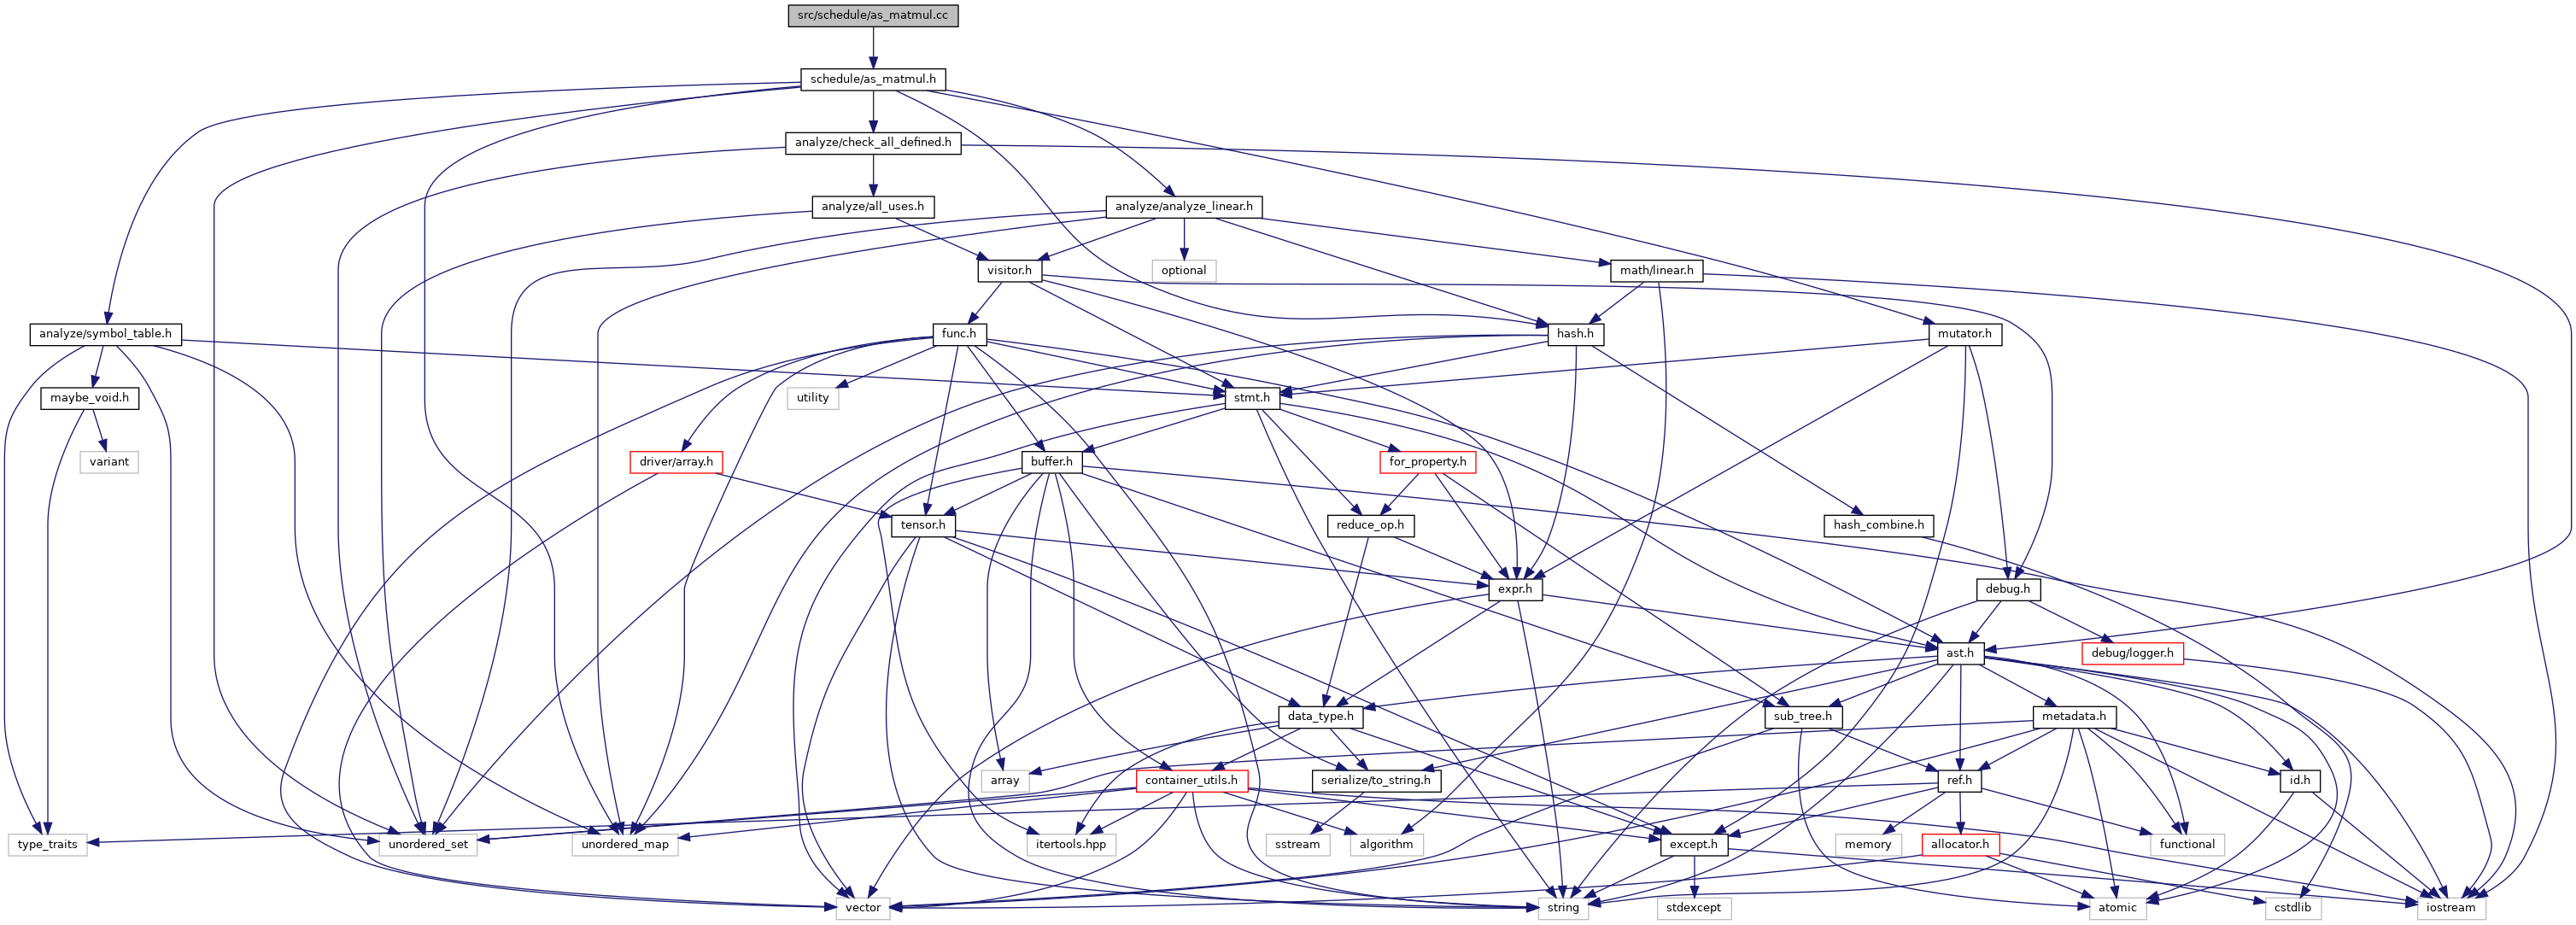 src/schedule/as_matmul.cc
schedule/as_matmul.h
analyze/check_all_defined.h
analyze/all_uses.h
analyze/analyze_linear.h
visitor.h
optional
math/linear.h
analyze/symbol_table.h
func.h
hash.h
mutator.h
maybe_void.h
utility
stmt.h
variant
driver/array.h
buffer.h
for_property.h
tensor.h
reduce_op.h
hash_combine.h
expr.h
debug.h
ast.h
debug/logger.h
data_type.h
sub_tree.h
metadata.h
array
container_utils.h
serialize/to_string.h
ref.h
id.h
type_traits
unordered_set
unordered_map
itertools.hpp
sstream
algorithm
except.h
memory
allocator.h
functional
vector
string
stdexcept
atomic
cstdlib
iostream